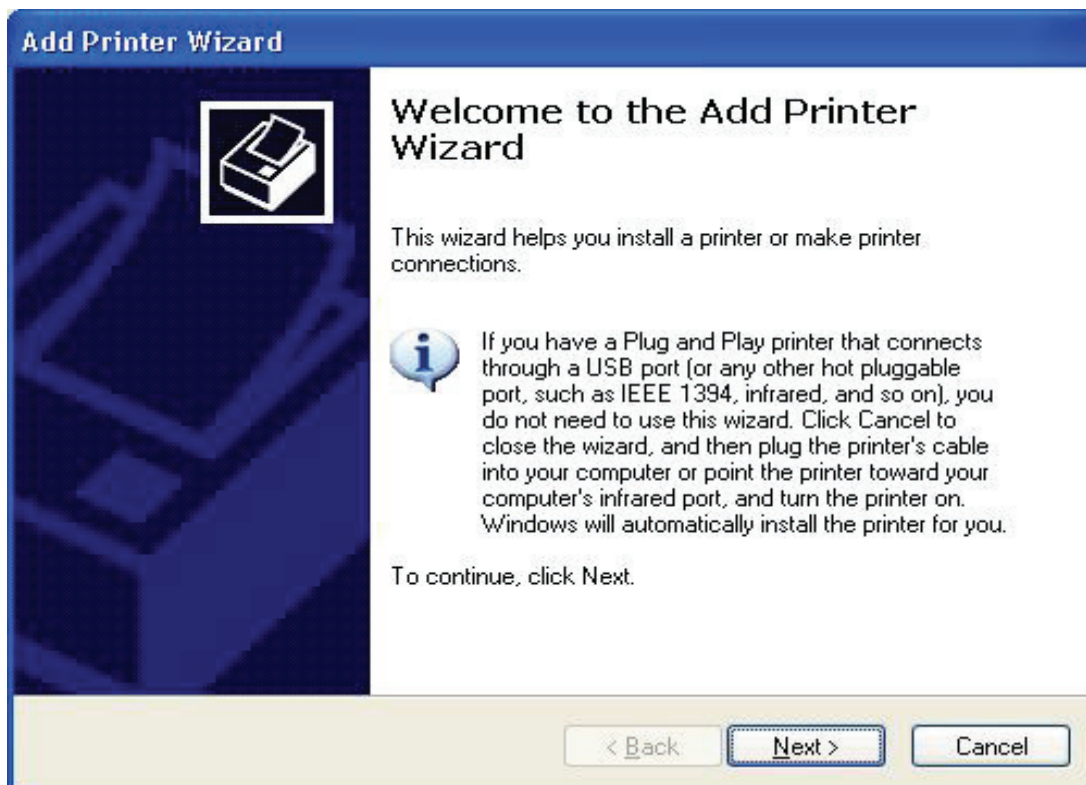 Add Printer Wizard
Welcome to the Add Printer
Wizard
This wizard helps you install a printer or make printer
connections.
If you have a Plug and Play printer that connects
through a USB port (or any other hot pluggable
port, such as IEEE 1394, infrared, and so on), you
do not need to use this wizard. Click Cancel to
close the wizard, and then plug the printer's cable
into your computer or point the printer toward your
computer's infrared port, and turn the printer on.
Windows will automatically install the printer for you.
To continue, click Next.
< Back Next > Cancel